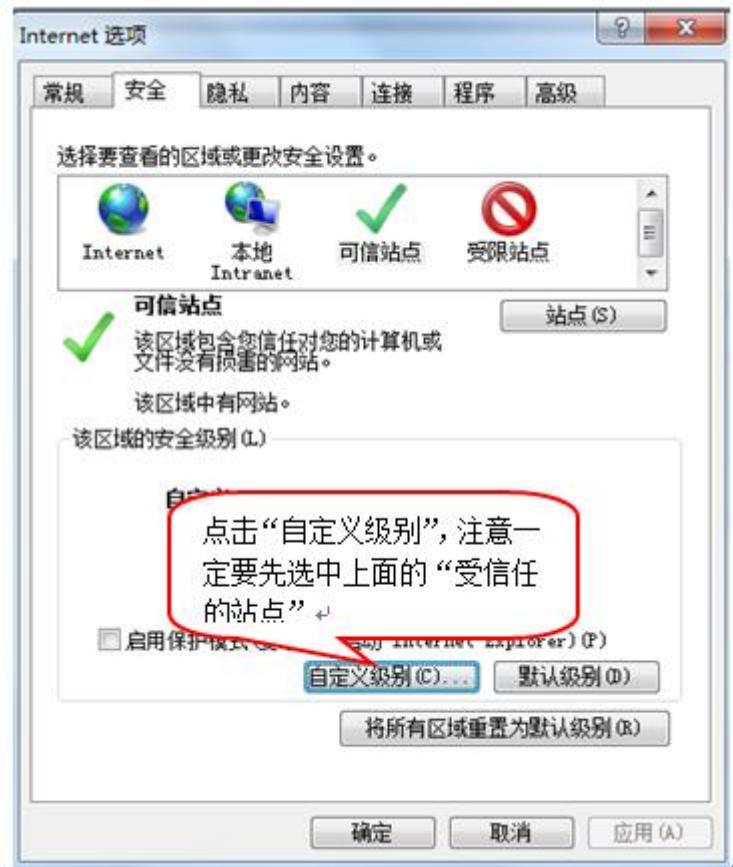 Internet 选项
常规 安全 隐私 内容 连接 程序 高级
选择要查看的区域或更改安全设置。
Internet 本地 可信站点 受限站点
Intranet
可信站点
站点(S)
该区域包含您信任对您的计算机或
文件没有损害的网站。
该区域中有网站。
该区域的安全级别(L)
点击“自定义级别”,注意一
定要先选中上面的“受信任
的站点”
启用保护模式 Internet Explorer)(P)
自定义级别(C)... 默认级别(D)
将所有区域重置为默认级别(R)
确定 取消 应用(A)